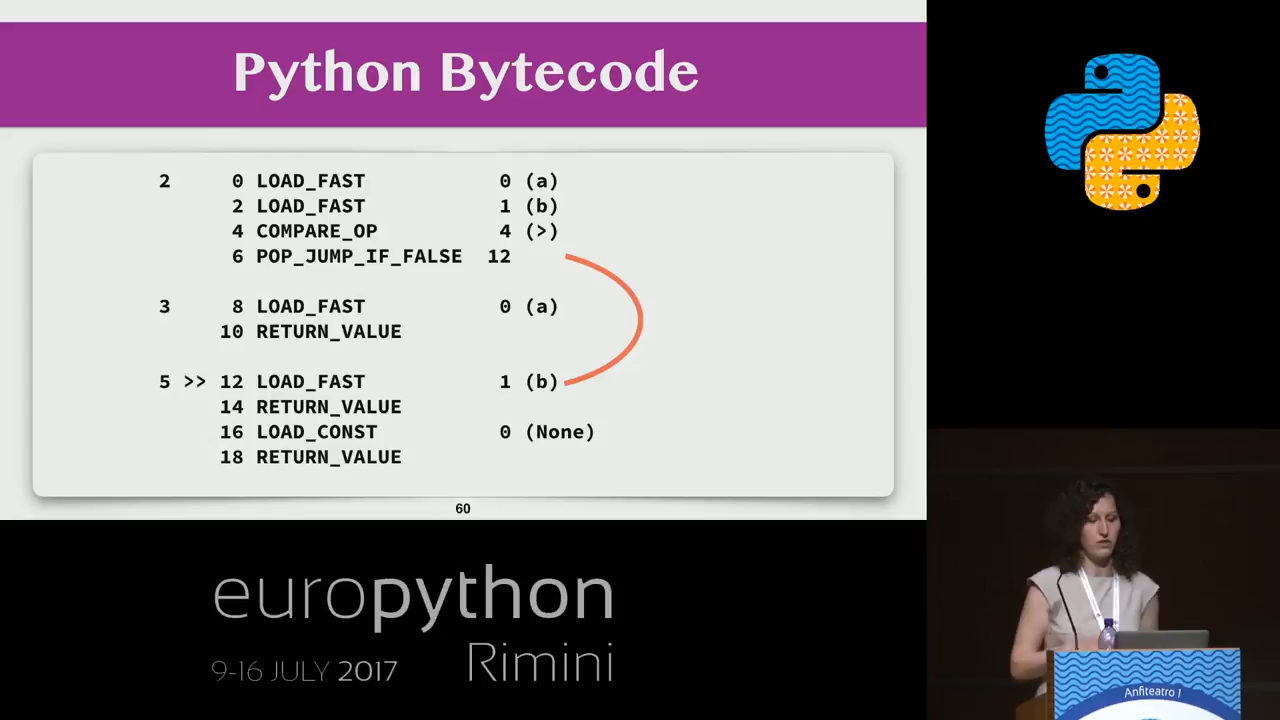 Python Bytecode
2 0 LOAD_FAST 0 (a)
2 LOAD_FAST 1 (b)
4 COMPARE_OP 4 (>)
6 POP_JUMP_IF_FALSE 12
3 8 LOAD_FAST 0 (a)
10 RETURN_VALUE
5 >> 12 LOAD_FAST 1 (b)
14 RETURN_VALUE
16 LOAD_CONST 0 (None)
18 RETURN_VALUE
60
europython
9-16 JULY 2017 Rimini
Anfiteatro 1